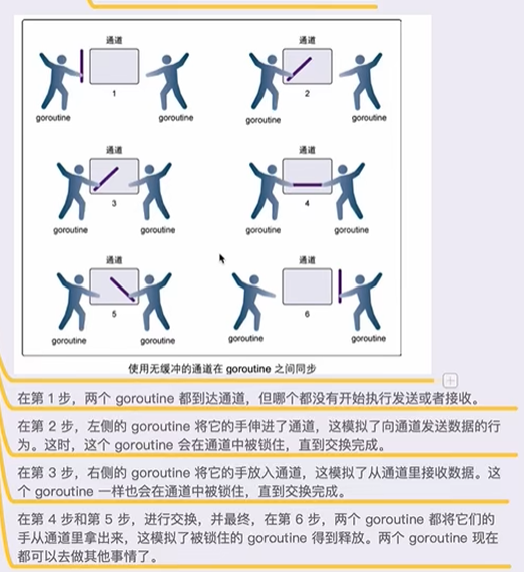 通道
1
goroutine
goroutine
通道
2
goroutine
goroutine
通道
3
goroutine
goroutine
通道
4
goroutine
goroutine
通道
5
goroutine
goroutine
通道
6
goroutine
goroutine
使用无缓冲的通道在 goroutine 之间同步
在第 1 步，两个 goroutine 都到达通道，但哪个都没有开始执行发送或者接收。
在第 2 步，左侧的 goroutine 将它的手伸进了通道，这模拟了向通道发送数据的行
为。这时，这个 goroutine 会在通道中被锁住，直到交换完成。
在第 3 步，右侧的 goroutine 将它的手放入通道，这模拟了从通道里接收数据。这
个 goroutine 一样也会在通道中被锁住，直到交换完成。
在第 4 步和第 5 步，进行交换，并最终，在第 6 步，两个 goroutine 都将它们的
手从通道里拿出来，这模拟了被锁住的 goroutine 得到释放。两个 goroutine 现在
都可以去做其他事情了。